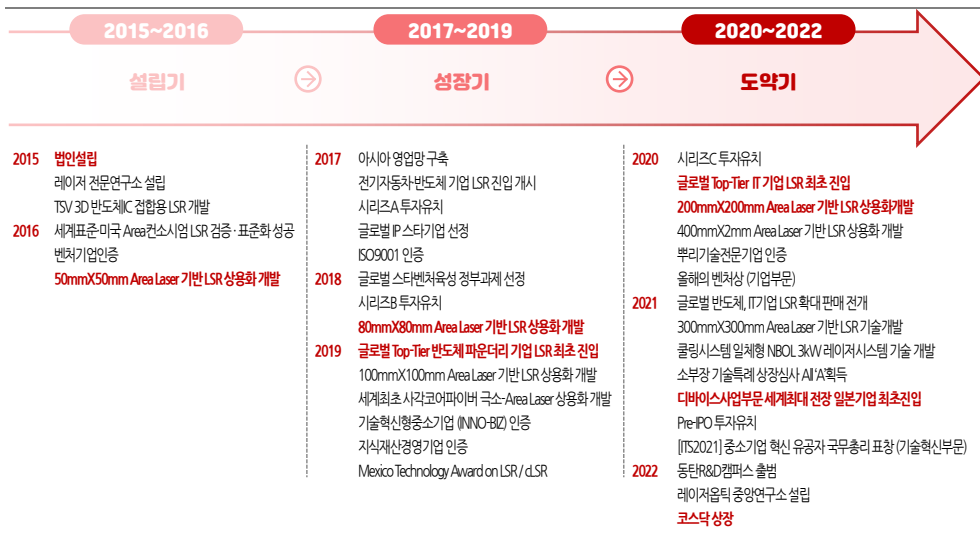 2015~2016
2017~2019
2020~2022
설립기
성장기
도약기
2015 법인설립
레이저 전문연구소 설립
TSV 3D 반도체IC 접합용 LSR 개발
2016 세계표준·미국 Area컨소시엄 LSR 검증·표준화 성공
벤처기업인증
50mmX50mm Area Laser 기반 LSR 상용화 개발
2017 아시아 영업망 구축
전기자동차·반도체 기업 LSR 진입 개시
시리즈A 투자유치
글로벌 IP 스타기업 선정
ISO9001 인증
2018 글로벌 스타벤처육성 정부과제 선정
시리즈B 투자유치
80mmX80mm Area Laser 기반 LSR 상용화 개발
2019 글로벌 Top-Tier 반도체 파운더리 기업 LSR 최초 진입
100mmX100mm Area Laser 기반 LSR 상용화 개발
세계최초 사각코어파이버 극소-Area Laser 상용화 개발
기술혁신형중소기업 (INNO-BIZ) 인증
지식재산경영기업 인증
Mexico Technology Award on LSR / dLSR
2020 시리즈C 투자유치
글로벌 Top-Tier IT 기업 LSR 최초 진입
200mmX200mm Area Laser 기반 LSR 상용화개발
400mmX2mm Area Laser 기반 LSR 상용화 개발
뿌리기술전문기업 인증
올해의 벤처상 (기업부문)
2021 글로벌 반도체, IT기업 LSR 확대 판매 전개
300mmX300mm Area Laser 기반 LSR 기술개발
쿨링시스템 일체형 NBOL 3kW 레이저시스템 기술 개발
소부장 기술특례 상장심사 All 'A'획득
디바이스사업부문 세계최대 전장 일본기업 최초진입
Pre-IPO 투자유치
[ITS2021] 중소기업 혁신 유공자 국무총리 표창 (기술혁신부문)
2022 동탄R&D캠퍼스 출범
레이저옵틱 중앙연구소 설립
코스닥 상장